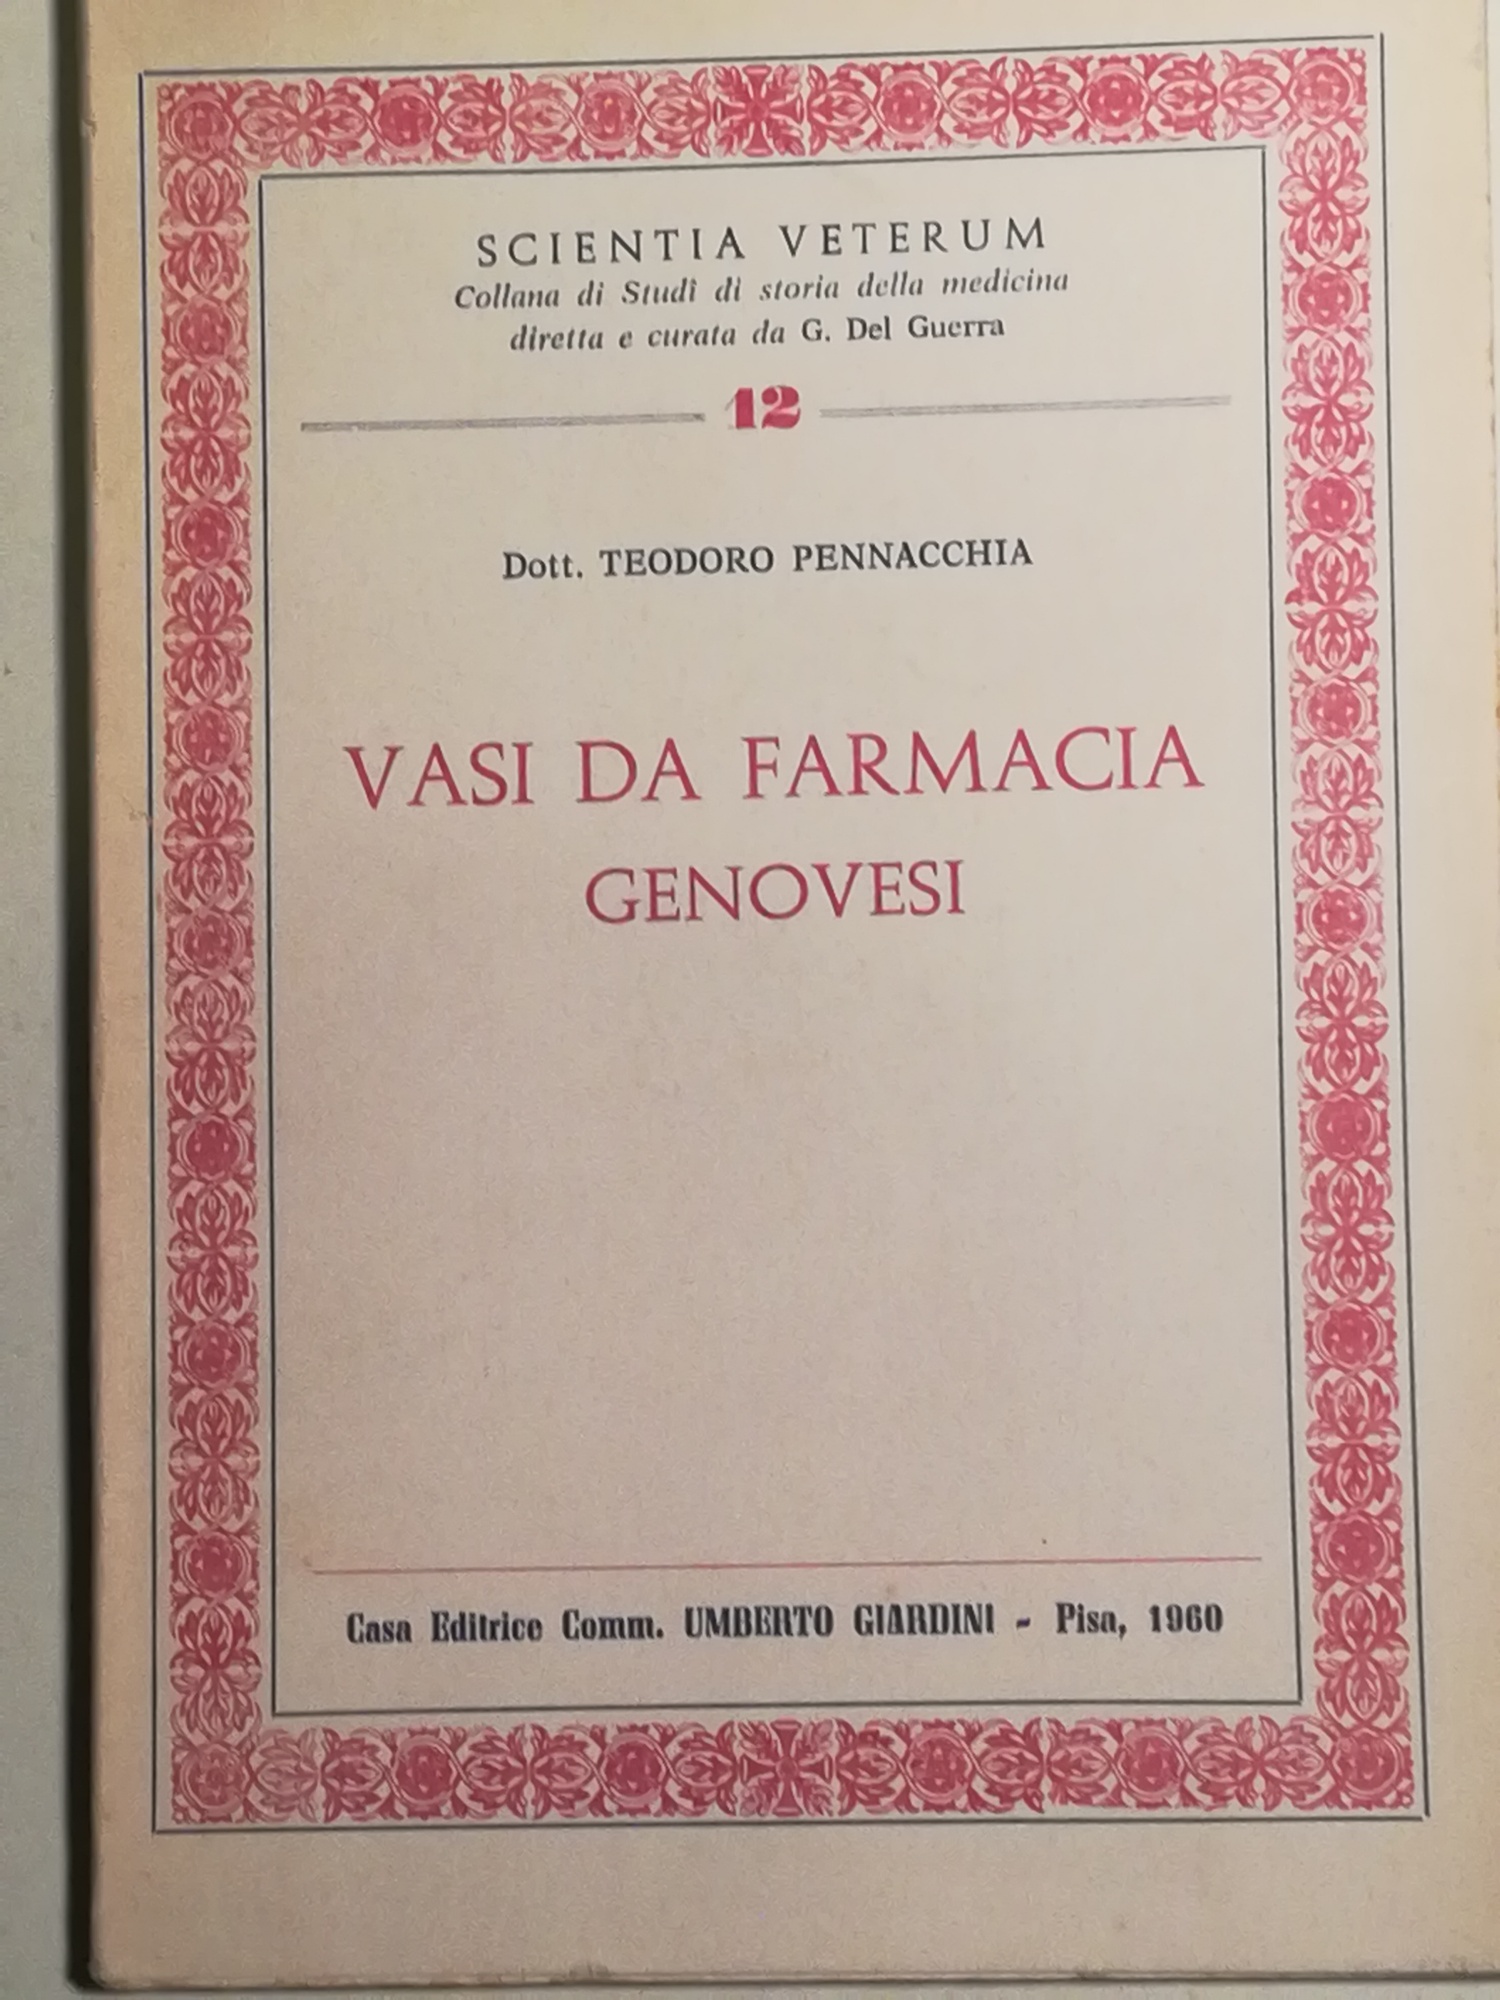 SCIENTIA VETERUM
Collana di Studî di storia della medicina
diretta e curata da G. Del Guerra
12
Dott. TEODORO PENNACCHIA
VASI DA FARMACIA
GENOVESI
Casa Editrice Comm. UMBERTO GIARDINI - Pisa, 1960